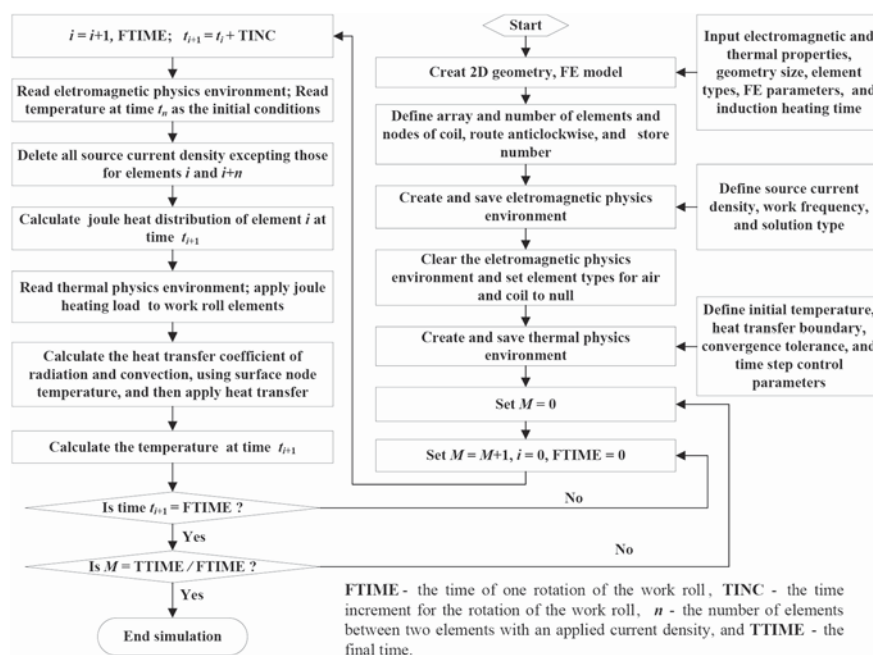 Start
Creat 2D geometry, FE model
Input electromagnetic and
thermal properties,
geometry size, element
types, FE parameters, and
induction heating time
Define array and number of elements and
nodes of coil, route anticlockwise, and store
number
Create and save eletromagnetic physics
environment
Define source current
density, work frequency,
and solution type
Clear the eletromagnetic physics
environment and set element types for air
and coil to null
Create and save thermal physics
environment
Define initial temperature,
heat transfer boundary,
convergence tolerance, and
time step control
parameters
Set M = 0
Set M = M+1, i = 0, FTIME = 0
i = i+1, FTIME; tᵢ₊₁ = tᵢ + TINC
Read eletromagnetic physics environment; Read
temperature at time tₙ as the initial conditions
Delete all source current density excepting those
for elements i and i+n
Calculate joule heat distribution of element i at
time tᵢ₊₁
Read thermal physics environment; apply joule
heating load to work roll elements
Calculate the heat transfer coefficient of
radiation and convection, using surface node
temperature, and then apply heat transfer
Calculate the temperature at time tᵢ₊₁
Is time tᵢ₊₁ = FTIME ?
No
Yes
Is M = TTIME / FTIME ?
No
Yes
End simulation
FTIME - the time of one rotation of the work roll, TINC - the time
increment for the rotation of the work roll, n - the number of elements
between two elements with an applied current density, and TTIME - the
final time.